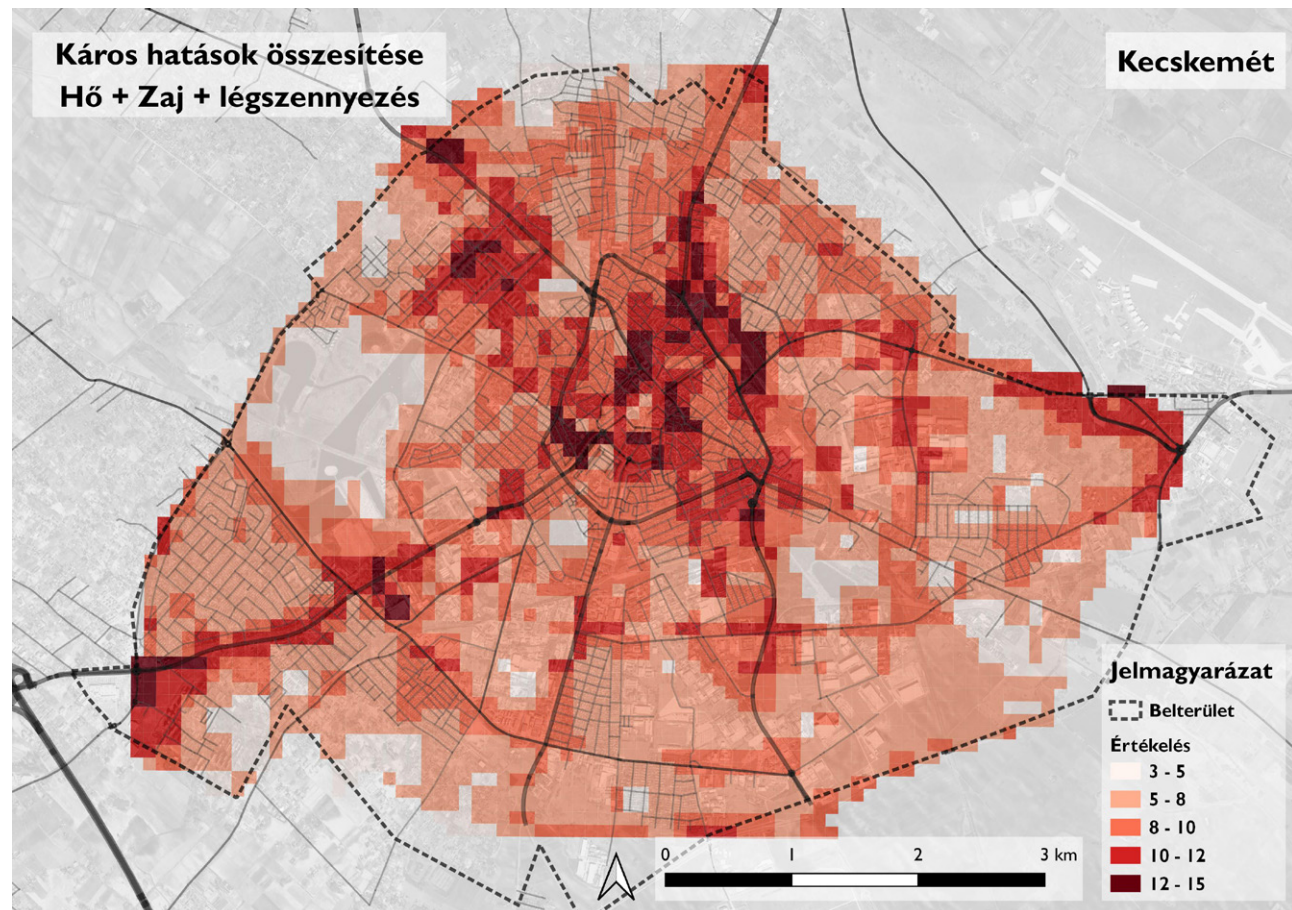 Káros hatások összesítése
Hő + Zaj + légszennyezés
Kecskemét
Jelmagyarázat
Belterület
Értékelés
3 - 5
5 - 8
8 - 10
10 - 12
12 - 15
0 1 2 3 km